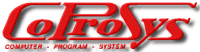 CoProSys
COMPUTER - PROGRAM - SYSTEM